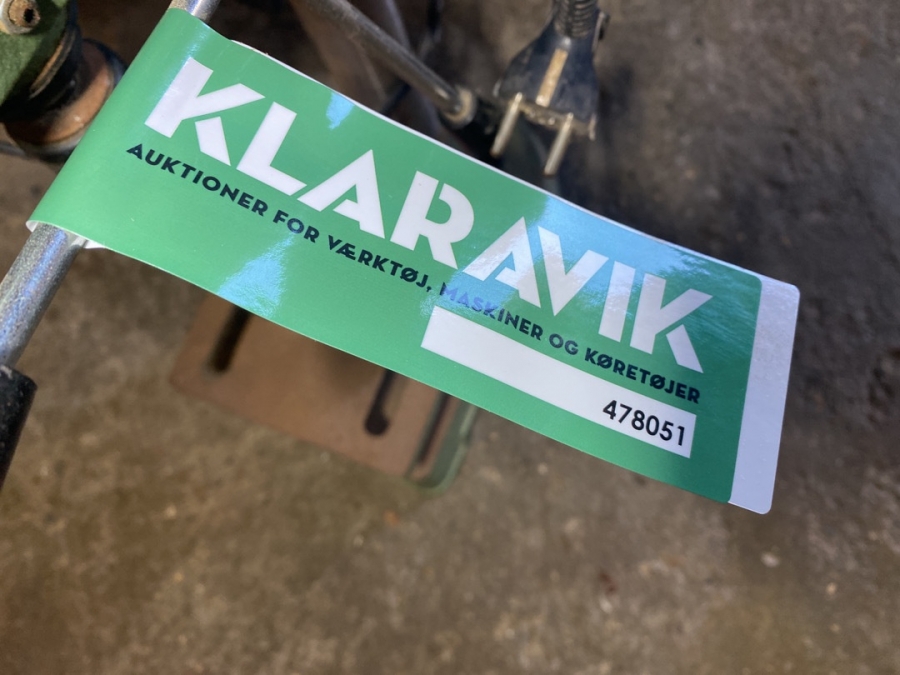 KLARAVIK
AUKTIONER FOR VÆRKTØJ, MASKINER OG KØRETØJER
478051